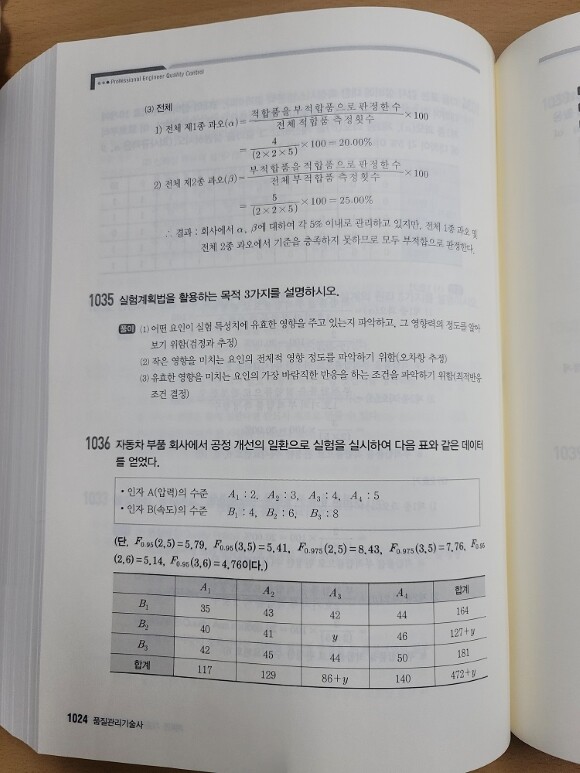 Professional Engineer Quality Control
(3) 전체
1) 전체 제1종 과오(α)= 적합품을 부적합품으로 판정한 수 / 전체 적합품 측정횟수 ×100
= 4 / (2×2×5) ×100=20.00%
2) 전체 제2종 과오(β)= 부적합품을 적합품으로 판정한 수 / 전체 부적합품 측정횟수 ×100
= 5 / (2×2×5) ×100=25.00%
∴ 결과 : 회사에서 α, β에 대하여 각 5% 이내로 관리하고 있지만, 전체 1종 과오 및
전체 2종 과오에서 기준을 충족하지 못하므로 모두 부적합으로 판정한다.
1035 실험계획법을 활용하는 목적 3가지를 설명하시오.
풀이 (1) 어떤 요인이 실험 특성치에 유효한 영향을 주고 있는지 파악하고, 그 영향력의 정도를 알아
보기 위함(검정과 추정)
(2) 작은 영향을 미치는 요인의 전체적 영향 정도를 파악하기 위함(오차항 추정)
(3) 유효한 영향을 미치는 요인의 가장 바람직한 반응을 하는 조건을 파악하기 위함(최적반응
조건 결정)
1036 자동차 부품 회사에서 공정 개선의 일환으로 실험을 실시하여 다음 표와 같은 데이터
를 얻었다.
• 인자 A(압력)의 수준 A₁ : 2, A₂ : 3, A₃ : 4, A₄ : 5
• 인자 B(속도)의 수준 B₁ : 4, B₂ : 6, B₃ : 8
(단, F0.95(2,5)=5.79, F0.95(3,5)=5.41, F0.975(2,5)=8.43, F0.975(3,5)=7.76, F0.95
(2,6)=5.14, F0.95(3,6)=4.76이다.)
A₁ A₂ A₃ A₄ 합계
B₁ 35 43 42 44 164
B₂ 40 41 y 46 127+y
B₃ 42 45 44 50 181
합계 117 129 86+y 140 472+y
1024 품질관리기술사